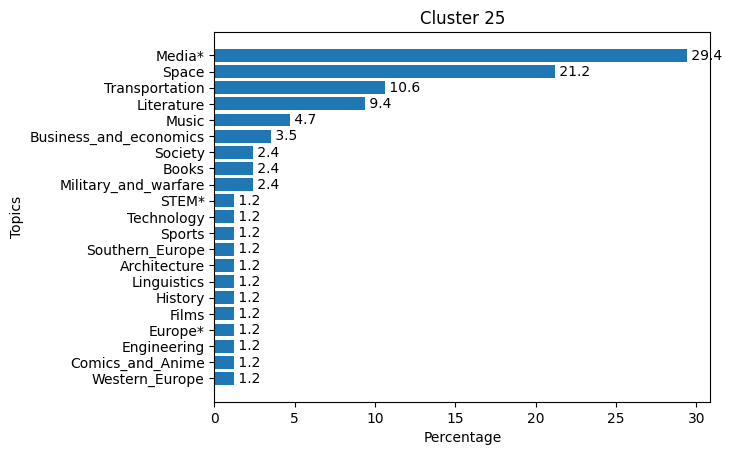 Cluster 25
Topics
Media* 29.4
Space 21.2
Transportation 10.6
Literature 9.4
Music 4.7
Business_and_economics 3.5
Society 2.4
Books 2.4
Military_and_warfare 2.4
STEM* 1.2
Technology 1.2
Sports 1.2
Southern_Europe 1.2
Architecture 1.2
Linguistics 1.2
History 1.2
Films 1.2
Europe* 1.2
Engineering 1.2
Comics_and_Anime 1.2
Western_Europe 1.2
0 5 10 15 20 25 30
Percentage